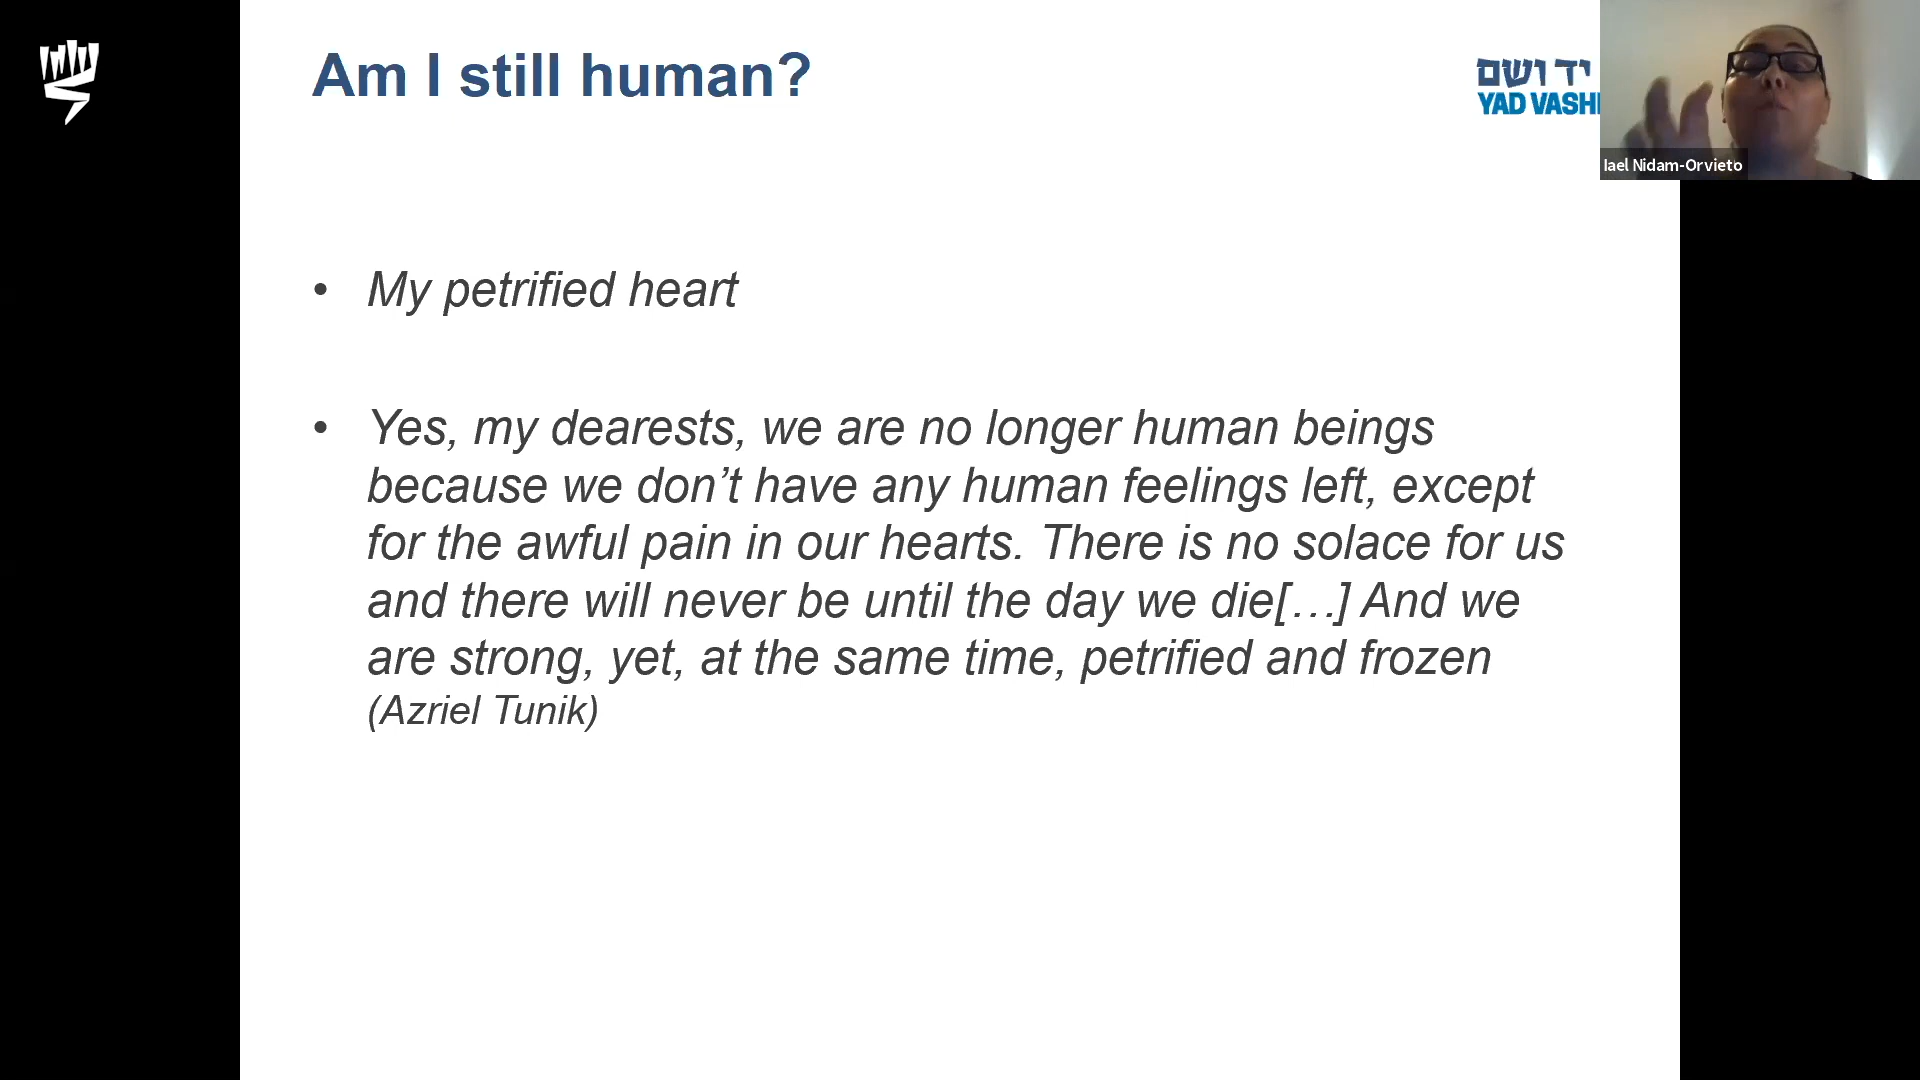 Am I still human?
יד ושם
YAD VASH
Iael Nidam-Orvieto
• My petrified heart
• Yes, my dearests, we are no longer human beings
because we don’t have any human feelings left, except
for the awful pain in our hearts. There is no solace for us
and there will never be until the day we die[…] And we
are strong, yet, at the same time, petrified and frozen
(Azriel Tunik)